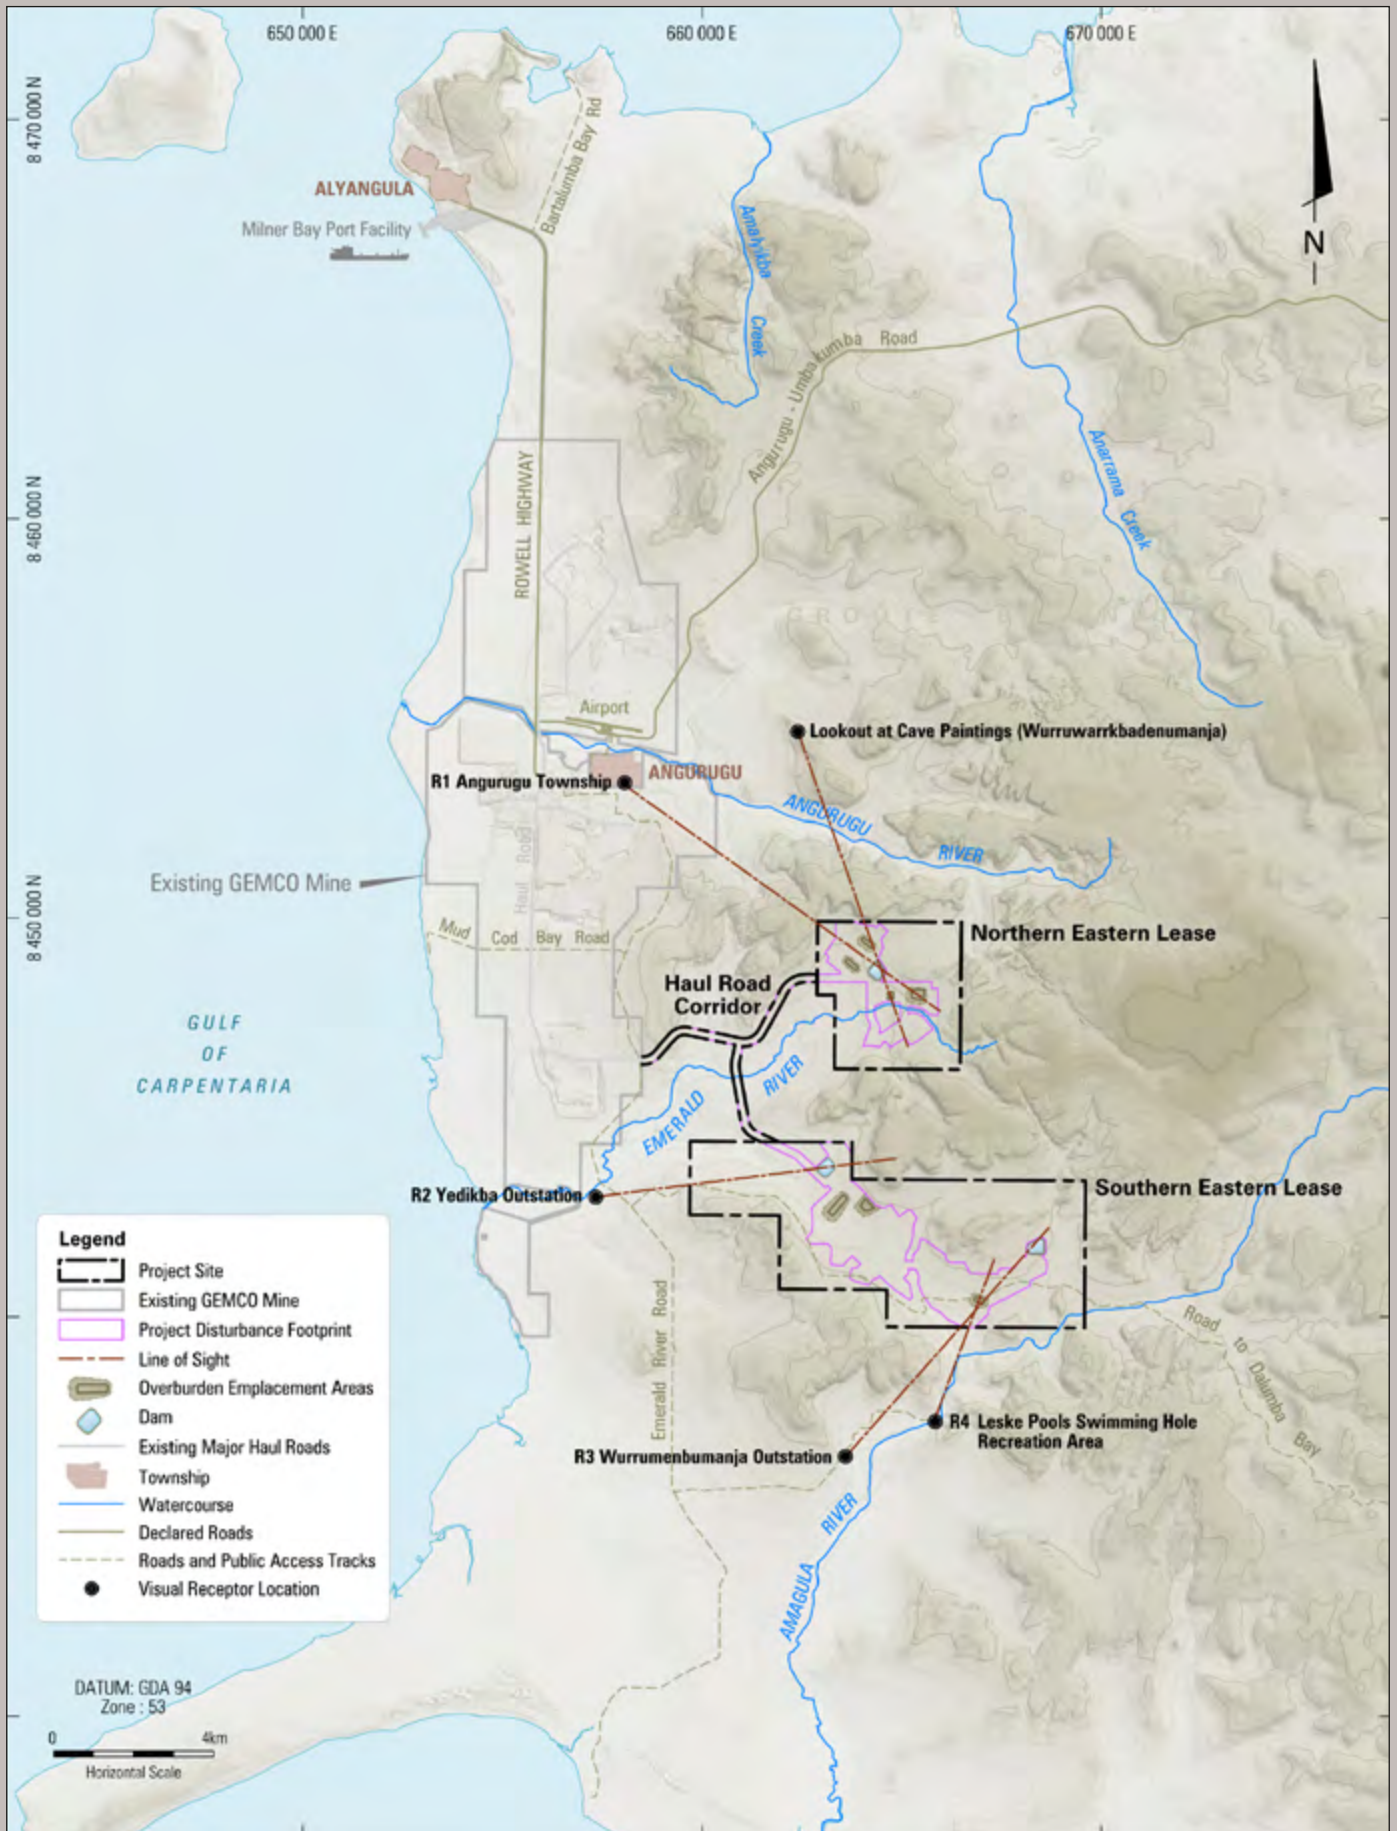 650 000 E
660 000 E
670 000 E
8 470 000 N
8 460 000 N
8 450 000 N
N
ALYANGULA
Milner Bay Port Facility
Bartalumba Bay Rd
Amahikba
Creek
Angurugu - Umbakumba Road
Anarrama Creek
ROWELL HIGHWAY
GROOTE
Airport
Lookout at Cave Paintings (Wurruwarrkbadenumanja)
R1 Angurugu Township
ANGURUGU
ANGURUGU
RIVER
Existing GEMCO Mine
Haul Road
Mud Cod Bay Road
Northern Eastern Lease
Haul Road
Corridor
GULF
OF
CARPENTARIA
EMERALD
RIVER
R2 Yedikba Outstation
Southern Eastern Lease
Emerald River Road
Road to Dalumba Bay
R4 Leske Pools Swimming Hole
Recreation Area
R3 Wurrumenbumanja Outstation
AMAGULA
RIVER
Legend
Project Site
Existing GEMCO Mine
Project Disturbance Footprint
Line of Sight
Overburden Emplacement Areas
Dam
Existing Major Haul Roads
Township
Watercourse
Declared Roads
Roads and Public Access Tracks
Visual Receptor Location
DATUM: GDA 94
Zone : 53
0
4km
Horizontal Scale